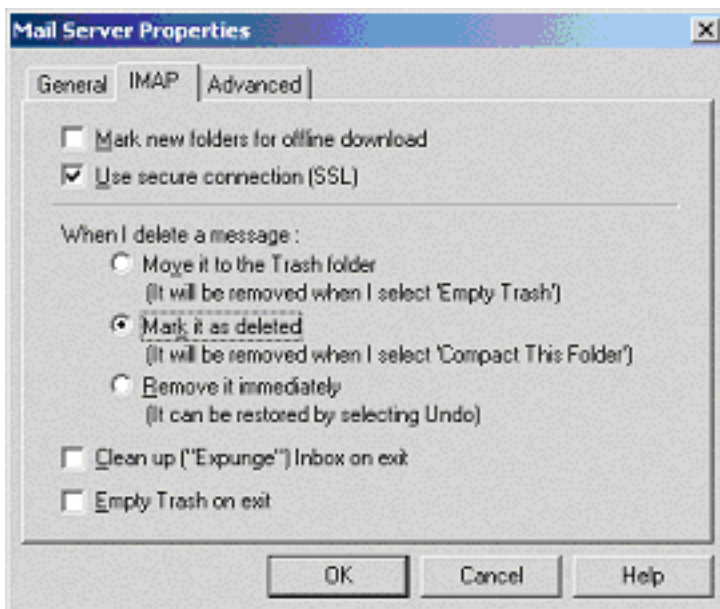 Mail Server Properties
General IMAP Advanced
Mark new folders for offline download
Use secure connection (SSL)
When I delete a message :
Move it to the Trash folder
(It will be removed when I select 'Empty Trash')
Mark it as deleted
(It will be removed when I select 'Compact This Folder')
Remove it immediately
(It can be restored by selecting Undo)
Clean up ("Expunge") Inbox on exit
Empty Trash on exit
OK Cancel Help